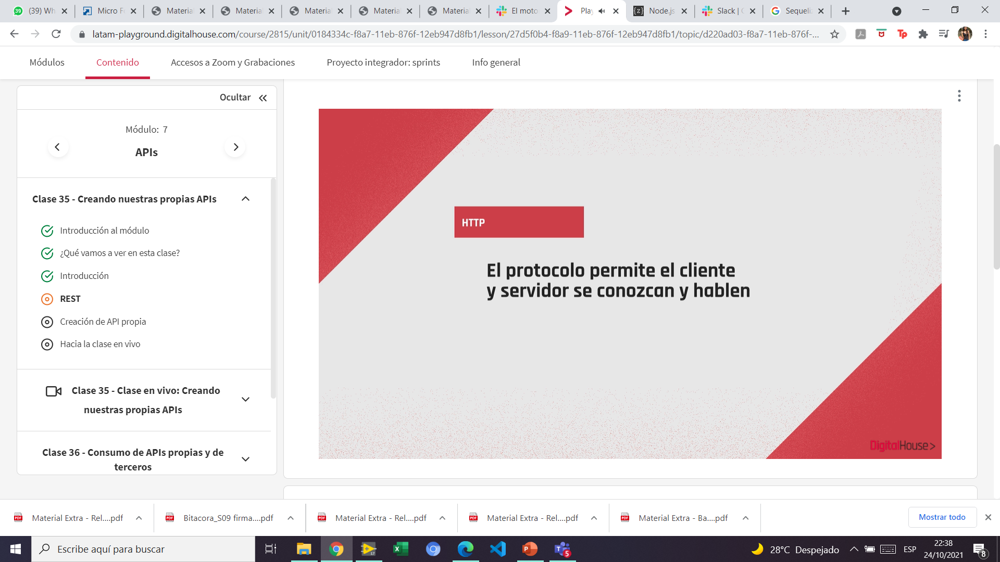 (39) Wh
Micro F
Material
Material
Material
Material
Material
El moto
Play
Node.js
Slack | 
Sequeli
latam-playground.digitalhouse.com/course/2815/unit/0184334c-f8a7-11eb-876f-12eb947d8fb1/lesson/27d5f0b4-f8a9-11eb-876f-12eb947d8fb1/topic/d220ad03-f8a7-11eb-876f-...
Módulos
Contenido
Accesos a Zoom y Grabaciones
Proyecto integrador: sprints
Info general
Ocultar
Módulo: 7
APIs
Clase 35 - Creando nuestras propias APIs
Introducción al módulo
¿Qué vamos a ver en esta clase?
Introducción
REST
Creación de API propia
Hacia la clase en vivo
Clase 35 - Clase en vivo: Creando
nuestras propias APIs
Clase 36 - Consumo de APIs propias y de
terceros
HTTP
El protocolo permite el cliente
y servidor se conozcan y hablen
DigitalHouse>
Material Extra - Rel....pdf
Bitacora_S09 firma....pdf
Material Extra - Rel....pdf
Material Extra - Rel....pdf
Material Extra - Ba....pdf
Mostrar todo
Escribe aquí para buscar
28°C Despejado
ESP
22:38
24/10/2021
8